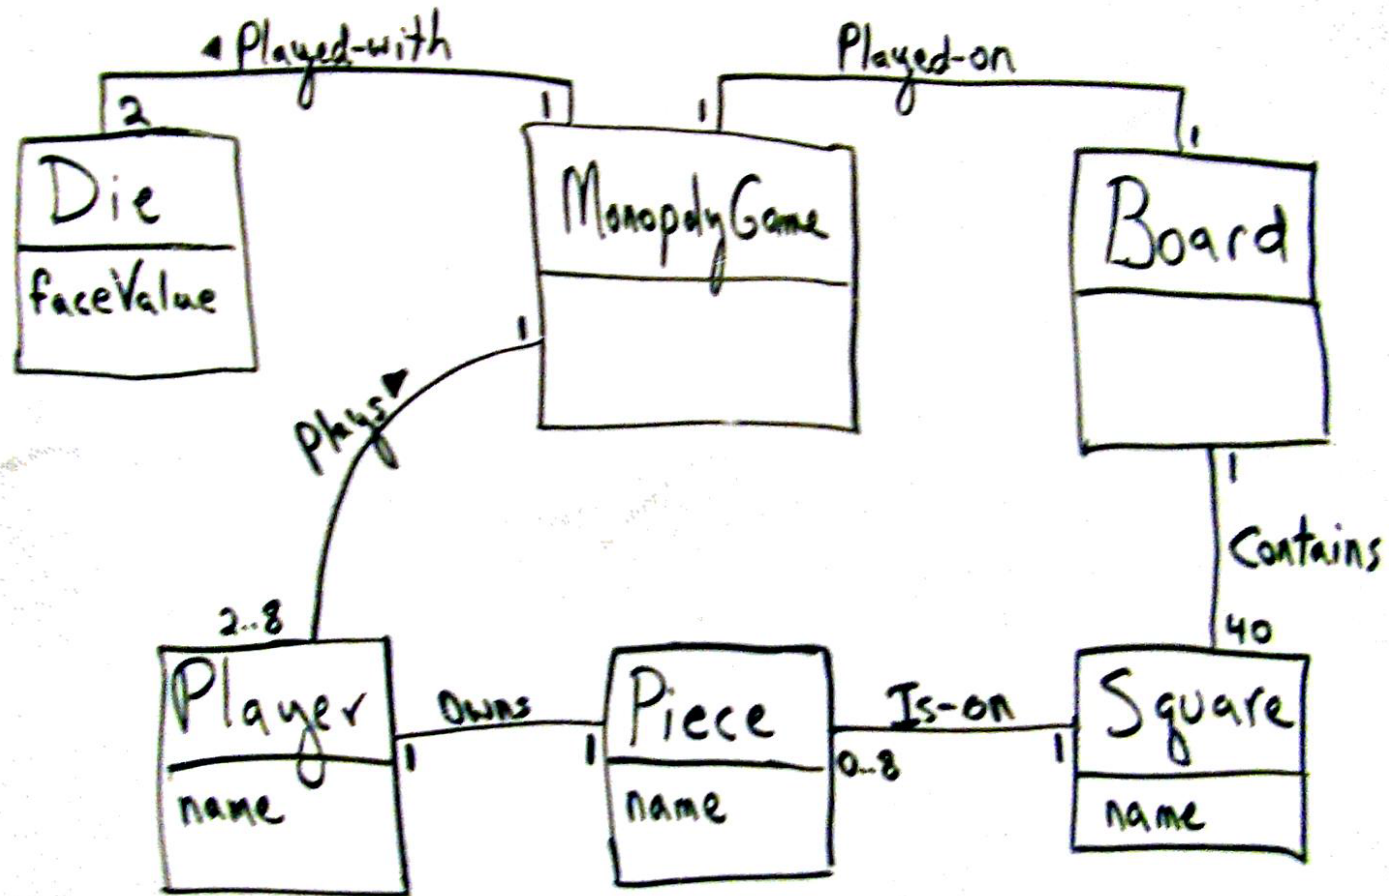 Played-with
Played-on
2
1
1
1
Die
faceValue
MonopolyGame
Board
1
Plays
1
Contains
2..8
40
Player
name
Owns
1
1
Piece
name
Is-on
0..8
1
Square
name